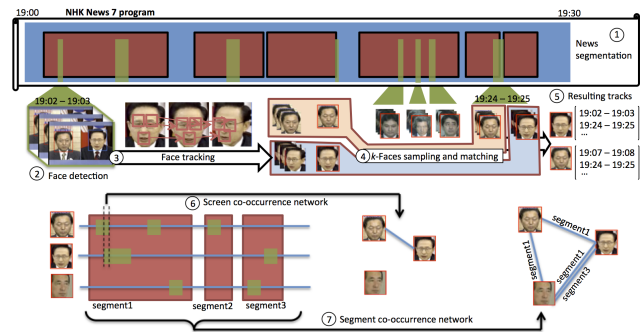 19:00
NHK News 7 program
19:30
1
News
segmentation
19:02 – 19:03
2 Face detection
3
Face tracking
19:24 – 19:25
4 k-Faces sampling and matching
5 Resulting tracks
19:02 – 19:03
19:24 – 19:25
...
19:07 – 19:08
19:24 – 19:25
...
6 Screen co-occurrence network
segment1
segment2
segment3
segment1
segment1
segment1
segment3
7 Segment co-occurrence network